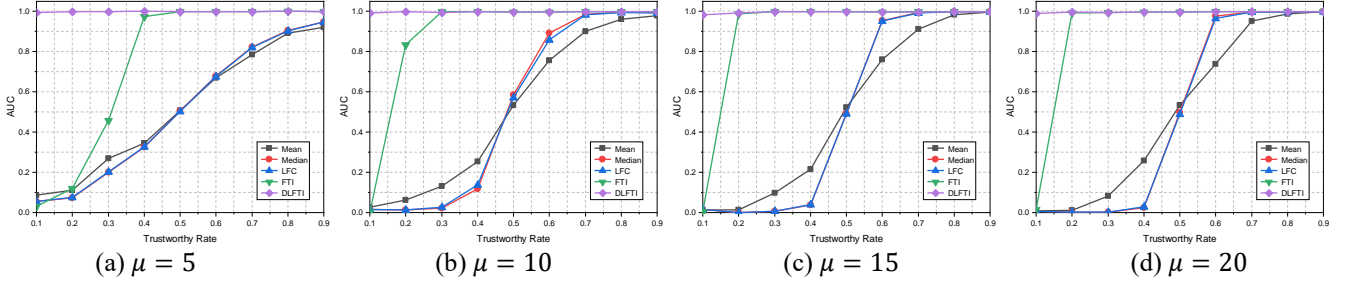 1.0
0.8
0.6
0.4
0.2
0.0
AUC
0.1 0.2 0.3 0.4 0.5 0.6 0.7 0.8 0.9
Trustworthy Rate
Mean
Median
LFC
FTI
DLFTI
(a) μ = 5
1.0
0.8
0.6
0.4
0.2
0.0
AUC
0.1 0.2 0.3 0.4 0.5 0.6 0.7 0.8 0.9
Trustworthy Rate
Mean
Median
LFC
FTI
DLFTI
(b) μ = 10
1.0
0.8
0.6
0.4
0.2
0.0
AUC
0.1 0.2 0.3 0.4 0.5 0.6 0.7 0.8 0.9
Trustworthy Rate
Mean
Median
LFC
FTI
DLFTI
(c) μ = 15
1.0
0.8
0.6
0.4
0.2
0.0
AUC
0.1 0.2 0.3 0.4 0.5 0.6 0.7 0.8 0.9
Trustworthy Rate
Mean
Median
LFC
FTI
DLFTI
(d) μ = 20